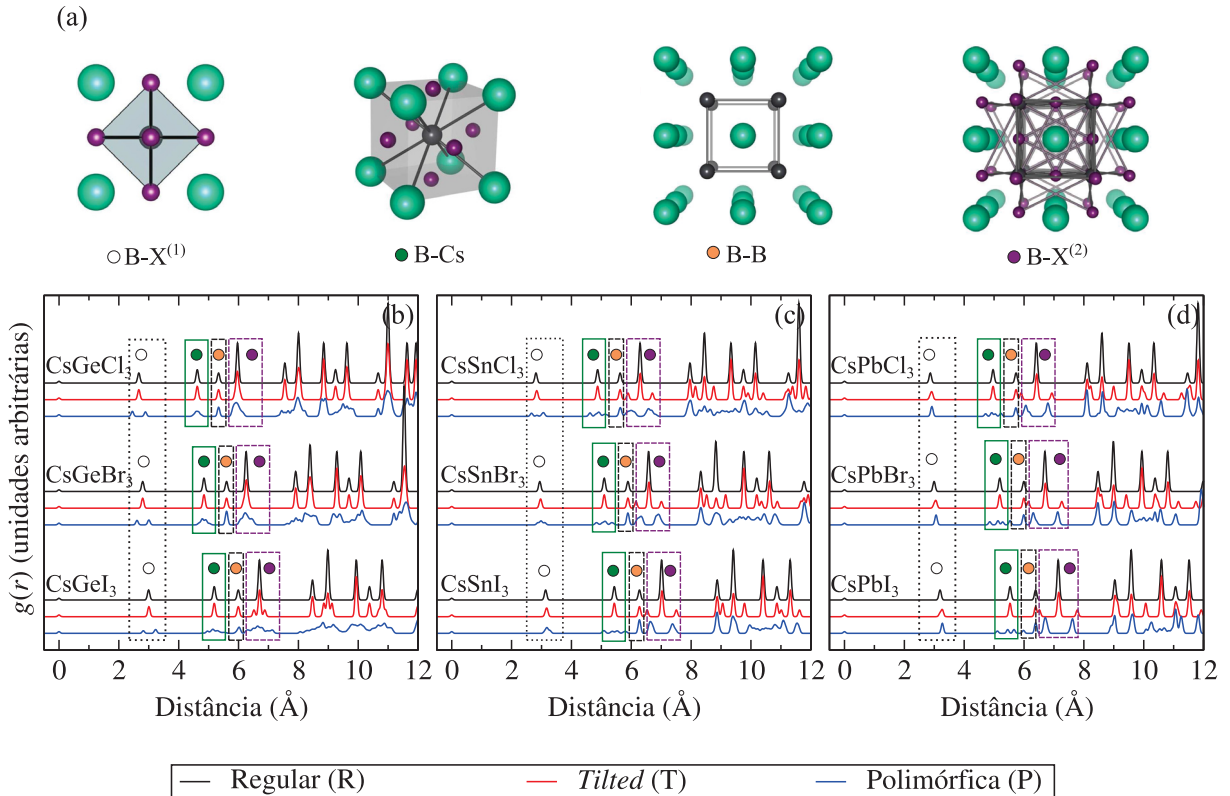 (a)
B-X(1)
B-Cs
B-B
B-X(2)
g(r) (unidades arbitrárias)
(b)
CsGeCl3
CsGeBr3
CsGeI3
0 2 4 6 8 10 12
Distância (Å)
(c)
CsSnCl3
CsSnBr3
CsSnI3
0 2 4 6 8 10 12
Distância (Å)
(d)
CsPbCl3
CsPbBr3
CsPbI3
0 2 4 6 8 10 12
Distância (Å)
Regular (R) Tilted (T) Polimórfica (P)